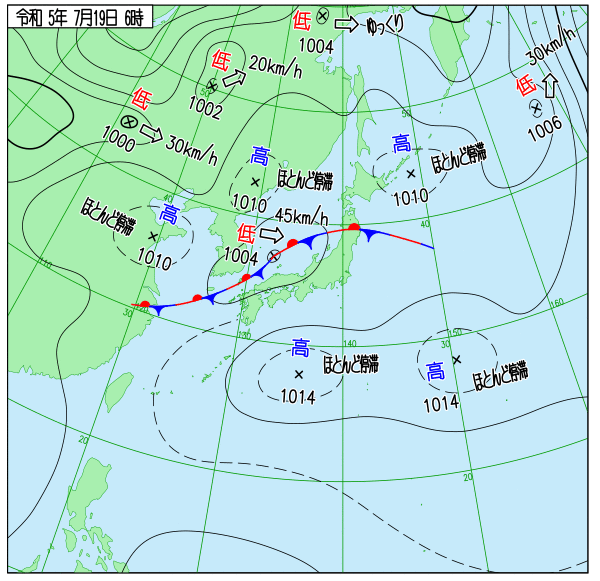 令和 5年 7月19日 6時
低
1004
ゆっくり
低
20km/h
1002
50
低
1000
30km/h
30km/h
低
1006
50
高
ほとんど停滞
1010
高
ほとんど停滞
1010
ほとんど停滞
高
1010
40
45km/h
低
1004
40
110
30
120
130
140
150
30
160
高
ほとんど停滞
1014
高
ほとんど停滞
1014
20
20